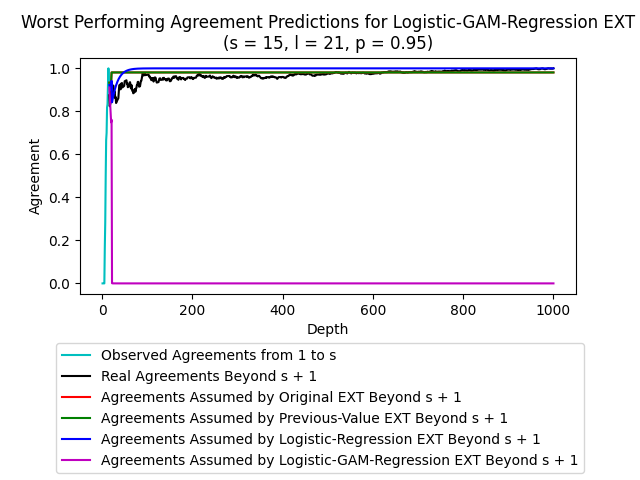 Worst Performing Agreement Predictions for Logistic-GAM-Regression EXT
(s = 15, l = 21, p = 0.95)
1.0
0.8
0.6
0.4
0.2
0.0
Agreement
0
200
400
600
800
1000
Depth
Observed Agreements from 1 to s
Real Agreements Beyond s + 1
Agreements Assumed by Original EXT Beyond s + 1
Agreements Assumed by Previous-Value EXT Beyond s + 1
Agreements Assumed by Logistic-Regression EXT Beyond s + 1
Agreements Assumed by Logistic-GAM-Regression EXT Beyond s + 1